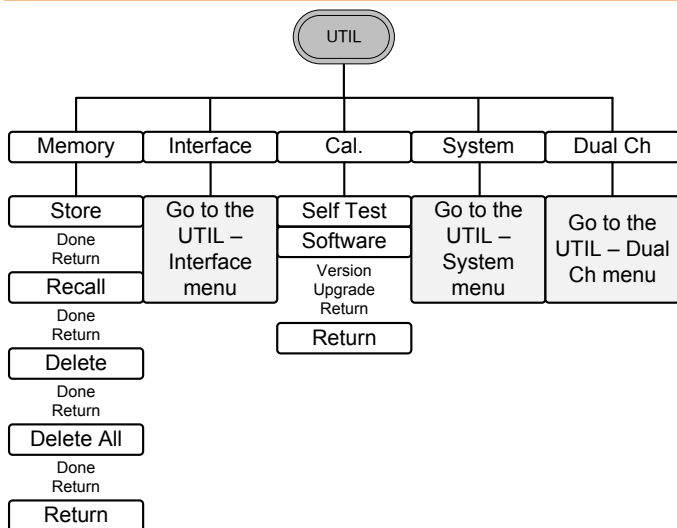 UTIL
Memory
Interface
Cal.
System
Dual Ch
Store
Done
Return
Recall
Done
Return
Delete
Done
Return
Delete All
Done
Return
Return
Go to the
UTIL –
Interface
menu
Self Test
Software
Version
Upgrade
Return
Return
Go to the
UTIL –
System
menu
Go to the
UTIL – Dual
Ch menu